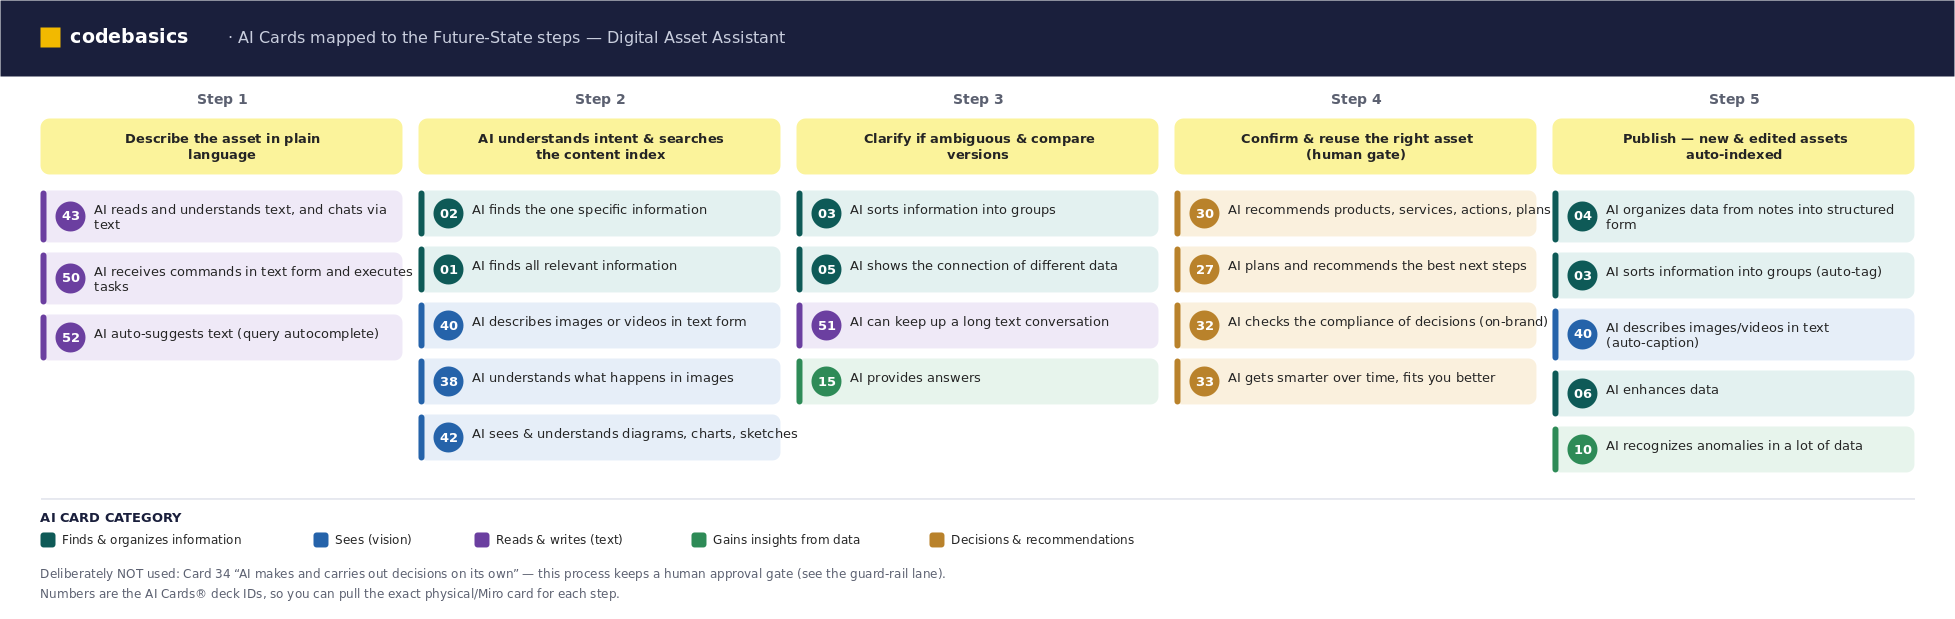 codebasics · AI Cards mapped to the Future-State steps — Digital Asset Assistant
Step 1
Describe the asset in plain
language
43 AI reads and understands text, and chats via
text
50 AI receives commands in text form and executes
tasks
52 AI auto-suggests text (query autocomplete)
Step 2
AI understands intent & searches
the content index
02 AI finds the one specific information
01 AI finds all relevant information
40 AI describes images or videos in text form
38 AI understands what happens in images
42 AI sees & understands diagrams, charts, sketches
Step 3
Clarify if ambiguous & compare
versions
03 AI sorts information into groups
05 AI shows the connection of different data
51 AI can keep up a long text conversation
15 AI provides answers
Step 4
Confirm & reuse the right asset
(human gate)
30 AI recommends products, services, actions, plans
27 AI plans and recommends the best next steps
32 AI checks the compliance of decisions (on-brand)
33 AI gets smarter over time, fits you better
Step 5
Publish — new & edited assets
auto-indexed
04 AI organizes data from notes into structured
form
03 AI sorts information into groups (auto-tag)
40 AI describes images/videos in text
(auto-caption)
06 AI enhances data
10 AI recognizes anomalies in a lot of data
AI CARD CATEGORY
Finds & organizes information
Sees (vision)
Reads & writes (text)
Gains insights from data
Decisions & recommendations
Deliberately NOT used: Card 34 “AI makes and carries out decisions on its own” — this process keeps a human approval gate (see the guard-rail lane).
Numbers are the AI Cards® deck IDs, so you can pull the exact physical/Miro card for each step.